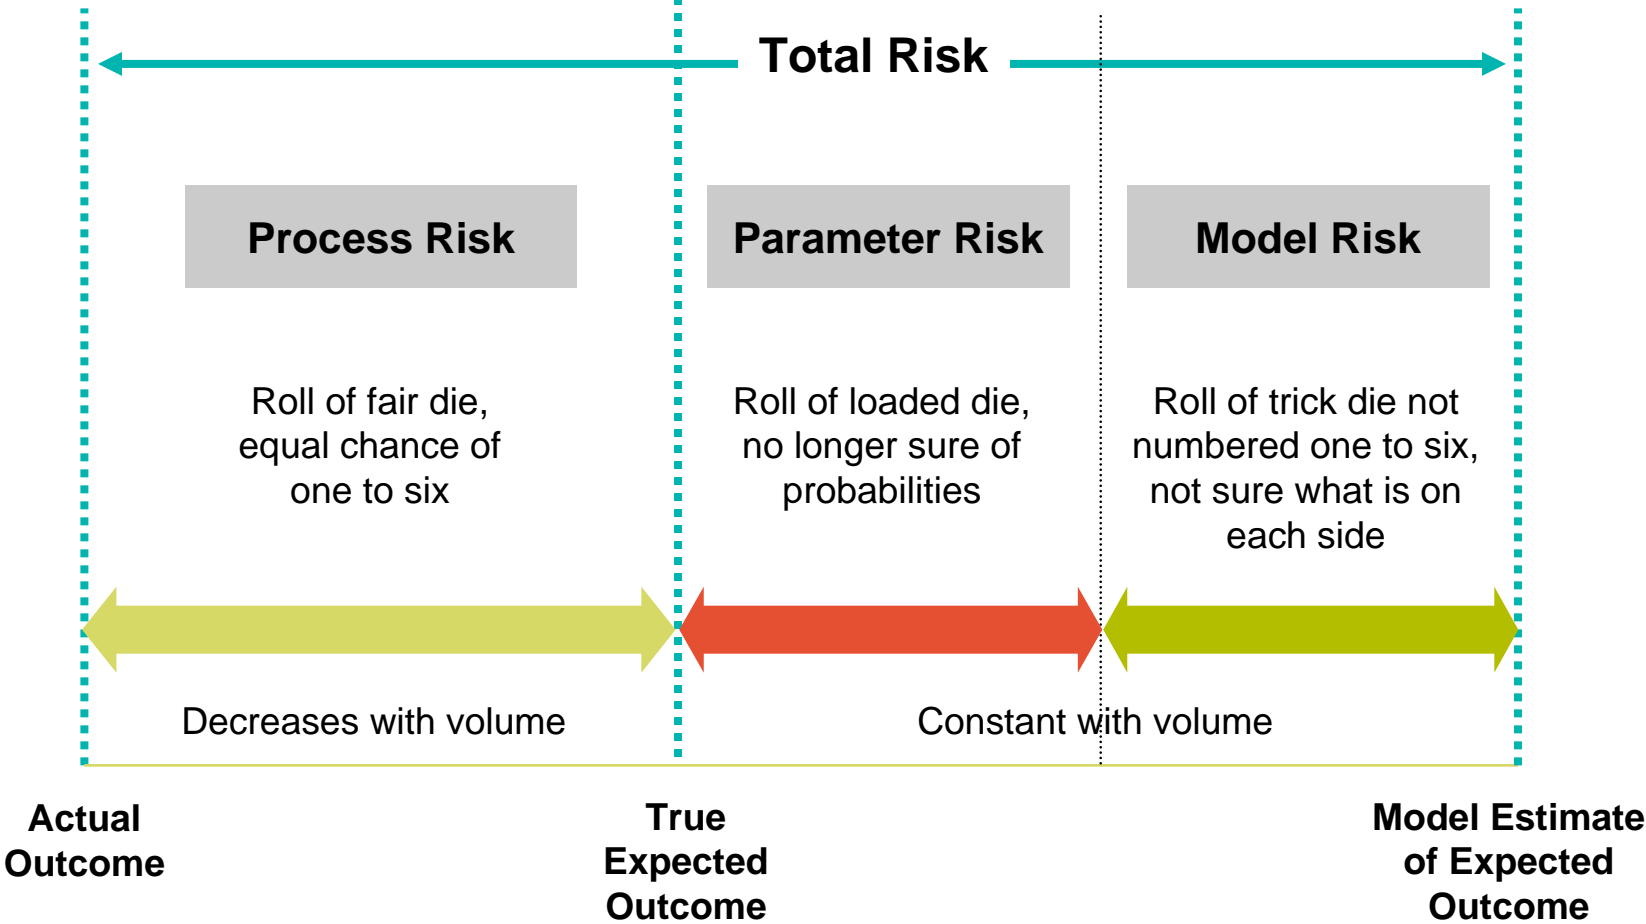 Total Risk
Process Risk
Parameter Risk
Model Risk
Roll of fair die,
equal chance of
one to six
Roll of loaded die,
no longer sure of
probabilities
Roll of trick die not
numbered one to six,
not sure what is on
each side
Decreases with volume
Constant with volume
Actual
Outcome
True
Expected
Outcome
Model Estimate
of Expected
Outcome